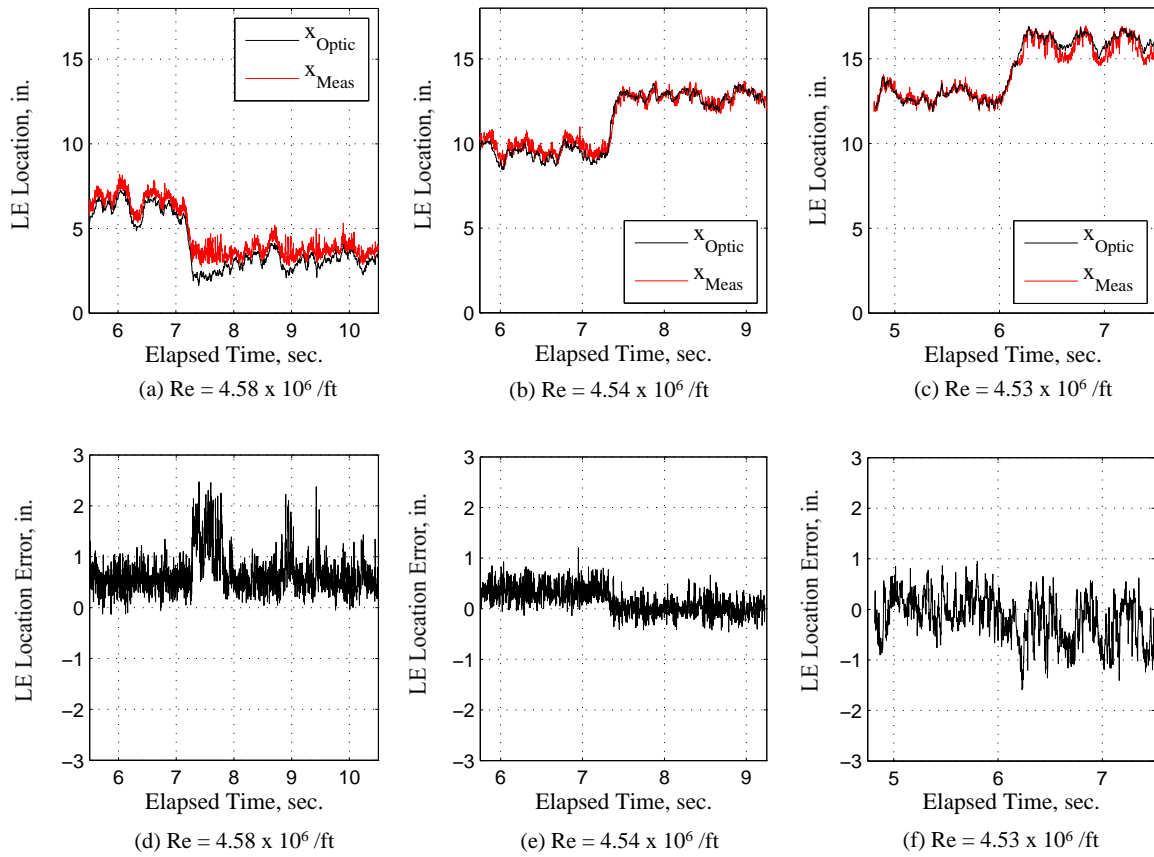 LE Location, in.
15
10
5
0
x_Optic
x_Meas
6 7 8 9 10
Elapsed Time, sec.
(a) Re = 4.58 x 10⁶ /ft
LE Location, in.
15
10
5
0
x_Optic
x_Meas
6 7 8 9
Elapsed Time, sec.
(b) Re = 4.54 x 10⁶ /ft
LE Location, in.
15
10
5
0
x_Optic
x_Meas
5 6 7
Elapsed Time, sec.
(c) Re = 4.53 x 10⁶ /ft
LE Location Error, in.
3
2
1
0
−1
−2
−3
6 7 8 9 10
Elapsed Time, sec.
(d) Re = 4.58 x 10⁶ /ft
LE Location Error, in.
3
2
1
0
−1
−2
−3
6 7 8 9
Elapsed Time, sec.
(e) Re = 4.54 x 10⁶ /ft
LE Location Error, in.
3
2
1
0
−1
−2
−3
5 6 7
Elapsed Time, sec.
(f) Re = 4.53 x 10⁶ /ft